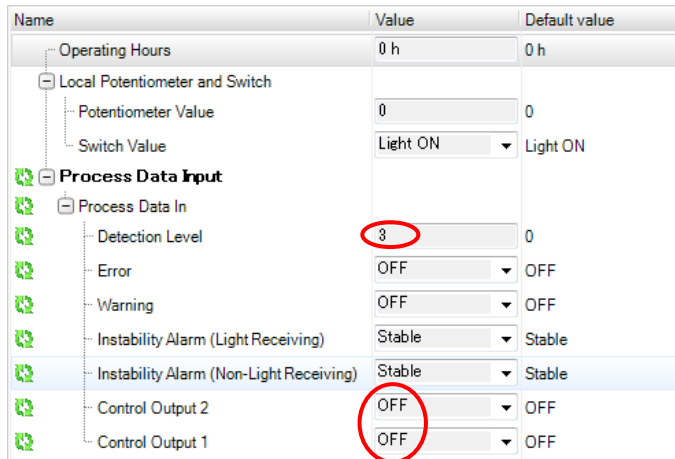 Name Value Default value
Operating Hours 0 h 0 h
Local Potentiometer and Switch
Potentiometer Value 0 0
Switch Value Light ON Light ON
Process Data Input
Process Data In
Detection Level 3 0
Error OFF OFF
Warning OFF OFF
Instability Alarm (Light Receiving) Stable Stable
Instability Alarm (Non-Light Receiving) Stable Stable
Control Output 2 OFF OFF
Control Output 1 OFF OFF